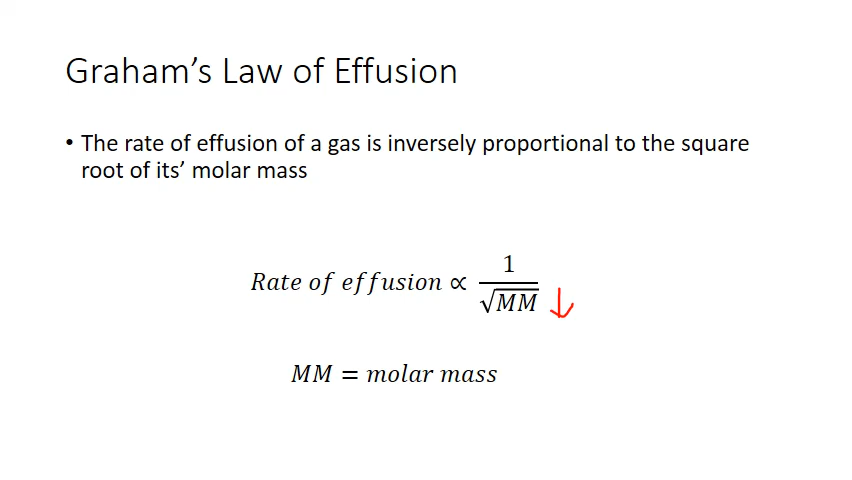 Graham’s Law of Effusion
• The rate of effusion of a gas is inversely proportional to the square
root of its’ molar mass
Rate of effusion ∝ 1/√MM ↓
MM = molar mass